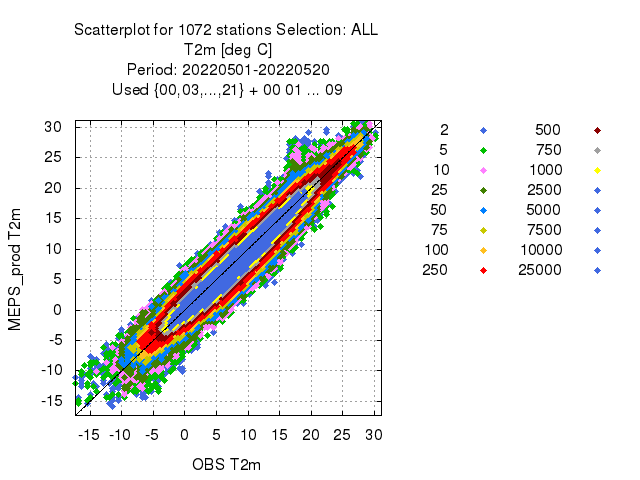 Scatterplot for 1072 stations Selection: ALL
T2m [deg C]
Period: 20220501-20220520
Used {00,03,...,21} + 00 01 ... 09
MEPS_prod T2m
30
25
20
15
10
5
0
-5
-10
-15
-15 -10 -5 0 5 10 15 20 25 30
OBS T2m
2 500
5 750
10 1000
25 2500
50 5000
75 7500
100 10000
250 25000